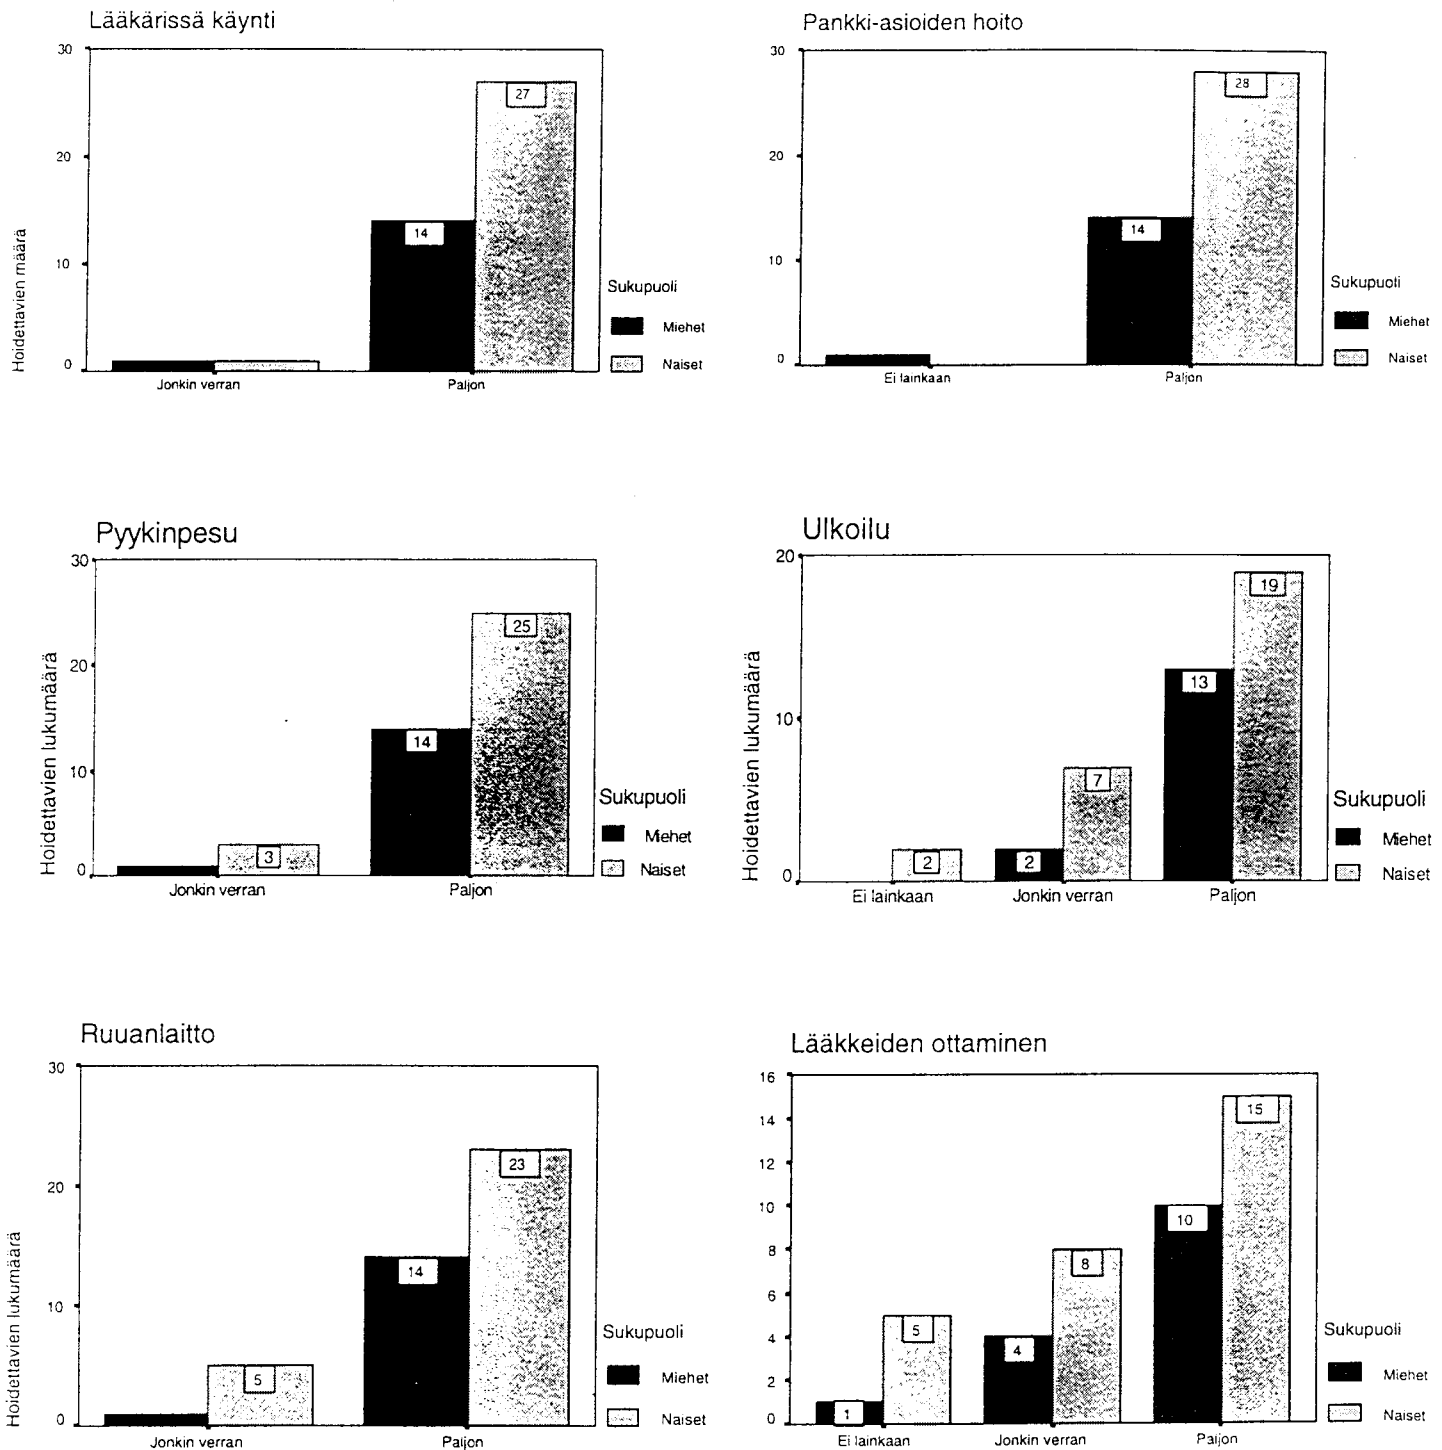 Lääkärissä käynti
30
20
10
0
Hoidettavien määrä
27
14
Jonkin verran
Paljon
Sukupuoli
Miehet
Naiset
Pankki-asioiden hoito
30
20
10
0
28
14
Ei lainkaan
Paljon
Sukupuoli
Miehet
Naiset
Pyykinpesu
30
20
10
0
Hoidettavien lukumäärä
25
14
3
Jonkin verran
Paljon
Sukupuoli
Miehet
Naiset
Ulkoilu
20
10
0
Hoidettavien lukumäärä
19
13
7
2
2
Ei lainkaan
Jonkin verran
Paljon
Sukupuoli
Miehet
Naiset
Ruuanlaitto
30
20
10
0
Hoidettavien lukumäärä
23
14
5
Jonkin verran
Paljon
Sukupuoli
Miehet
Naiset
Lääkkeiden ottaminen
16
14
12
10
8
6
4
2
0
15
10
8
5
4
1
Ei lainkaan
Jonkin verran
Paljon
Sukupuoli
Miehet
Naiset